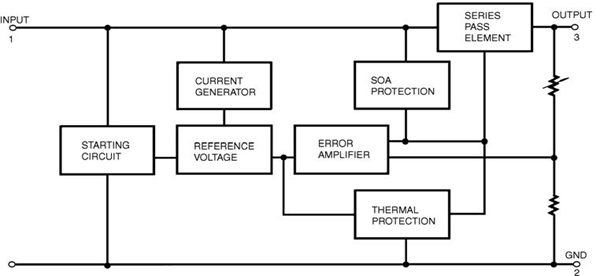 INPUT
1
SERIES
PASS
ELEMENT
OUTPUT
3
CURRENT
GENERATOR
SOA
PROTECTION
STARTING
CIRCUIT
REFERENCE
VOLTAGE
ERROR
AMPLIFIER
THERMAL
PROTECTION
GND
2